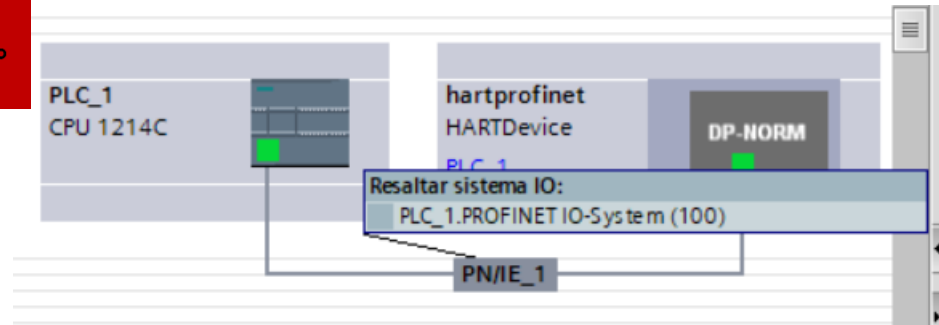 PLC_1
CPU 1214C
hartprofinet
HARTDevice
DP-NORM
PLC_1
Resaltar sistema IO:
PLC_1.PROFINET IO-System (100)
PN/IE_1